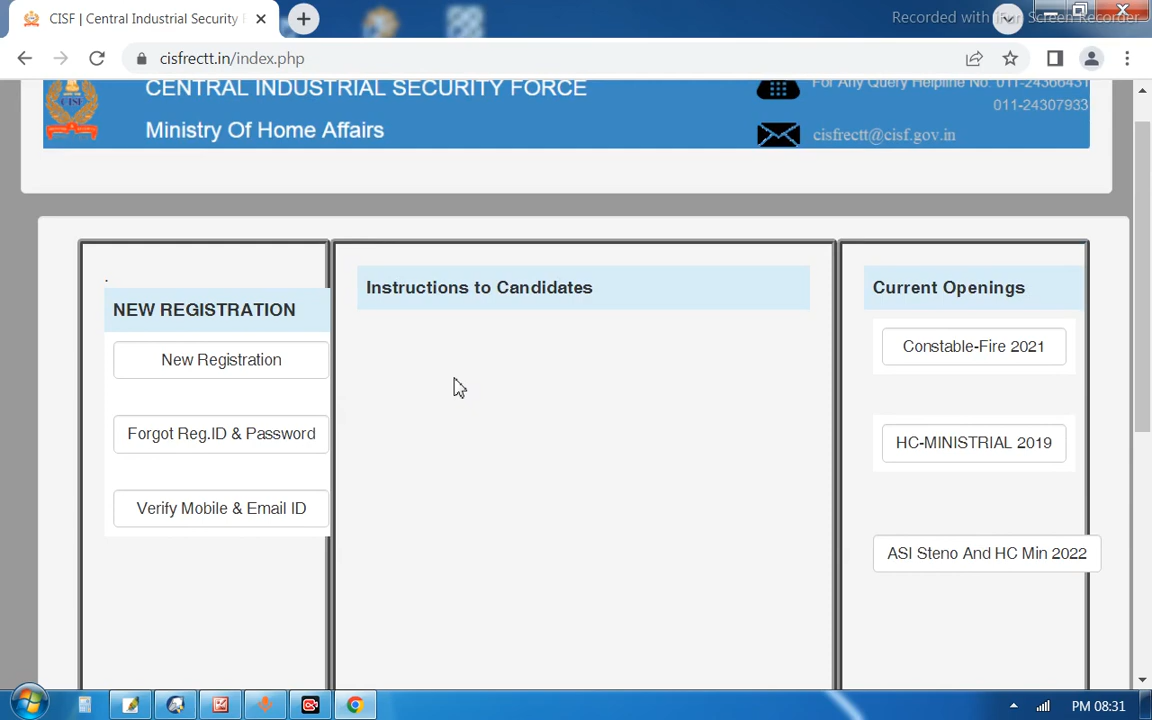 CISF | Central Industrial Security
Recorded with
Screen Recorder
cisfrectt.in/index.php
CENTRAL INDUSTRIAL SECURITY FORCE
Ministry Of Home Affairs
For Any Query Helpline No. 011-24366431
011-24307933
cisfrectt@cisf.gov.in
.
NEW REGISTRATION
New Registration
Forgot Reg.ID & Password
Verify Mobile & Email ID
Instructions to Candidates
Current Openings
Constable-Fire 2021
HC-MINISTRIAL 2019
ASI Steno And HC Min 2022
PM 08:31